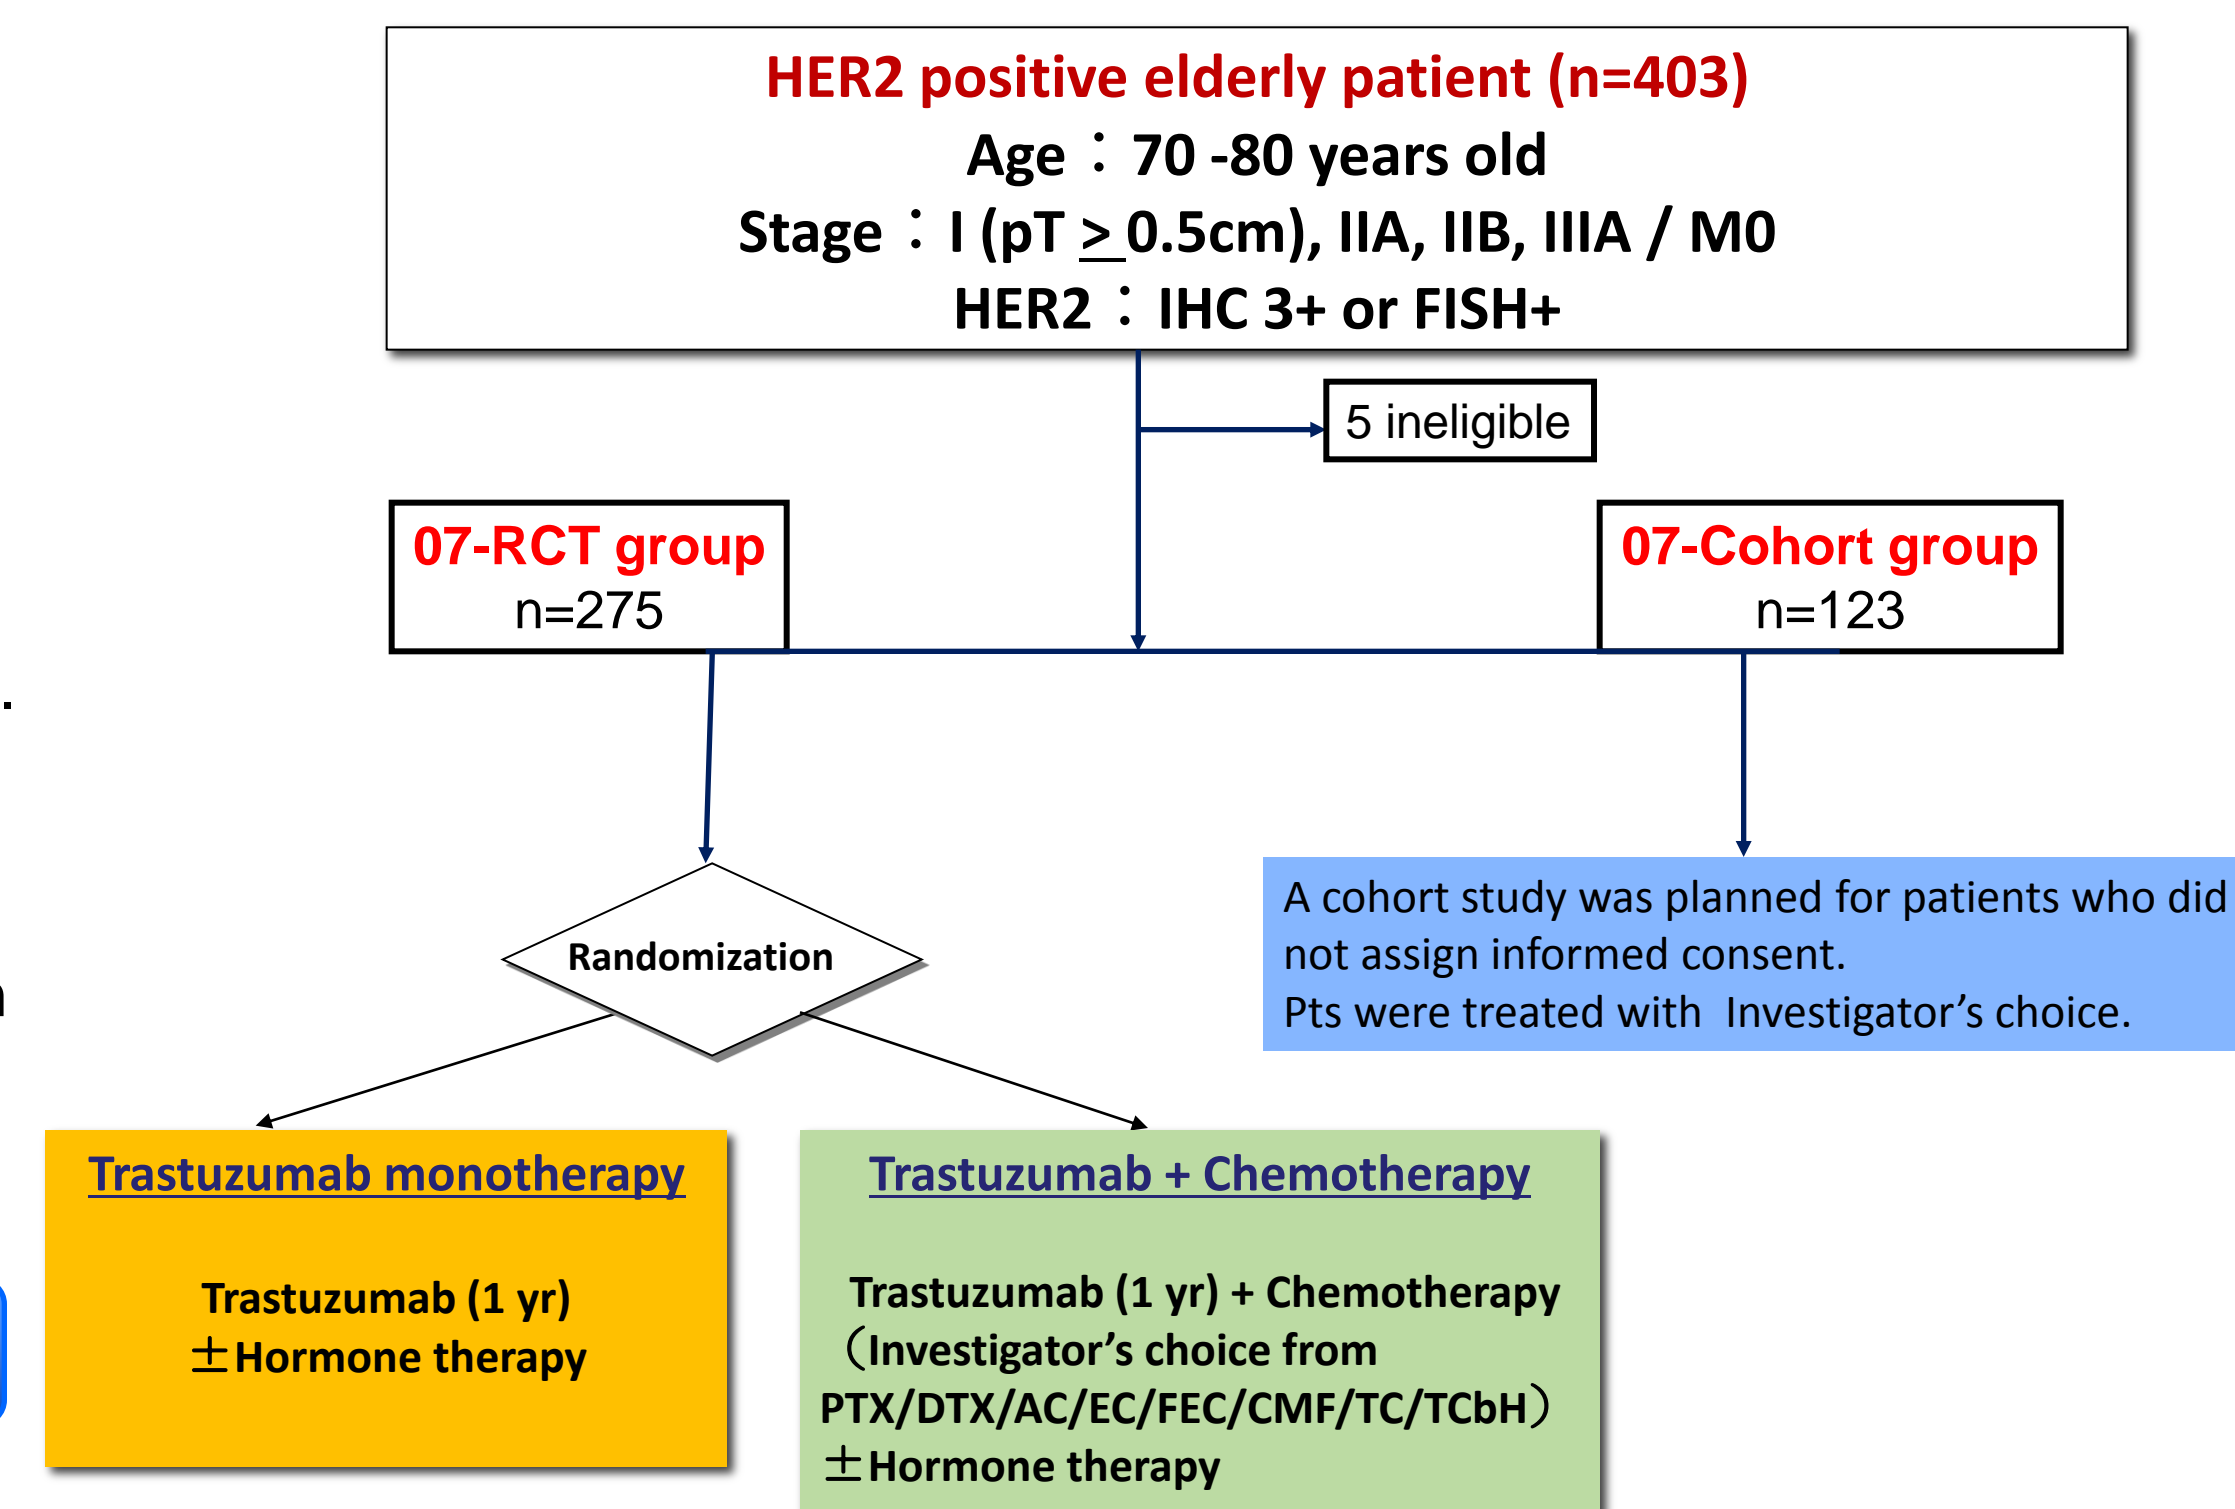 HER2 positive elderly patient (n=403)
Age：70 -80 years old
Stage：I (pT > 0.5cm), IIA, IIB, IIIA / M0
HER2：IHC 3+ or FISH+
5 ineligible
07-RCT group
n=275
07-Cohort group
n=123
.
Randomization
A cohort study was planned for patients who did
not assign informed consent.
Pts were treated with  Investigator’s choice.
Trastuzumab monotherapy
Trastuzumab (1 yr)
±Hormone therapy
Trastuzumab + Chemotherapy
Trastuzumab (1 yr) + Chemotherapy
（Investigator’s choice from
PTX/DTX/AC/EC/FEC/CMF/TC/TCbH）
±Hormone therapy